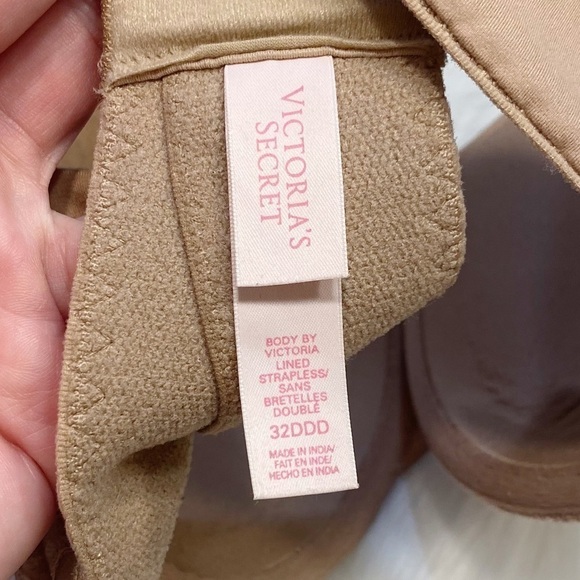 VICTORIA'S
SECRET
BODY BY
VICTORIA
LINED
STRAPLESS/
SANS
BRETELLES
DOUBLÉ
32DDD
MADE IN INDIA/
FAIT EN INDE/
HECHO EN INDIA